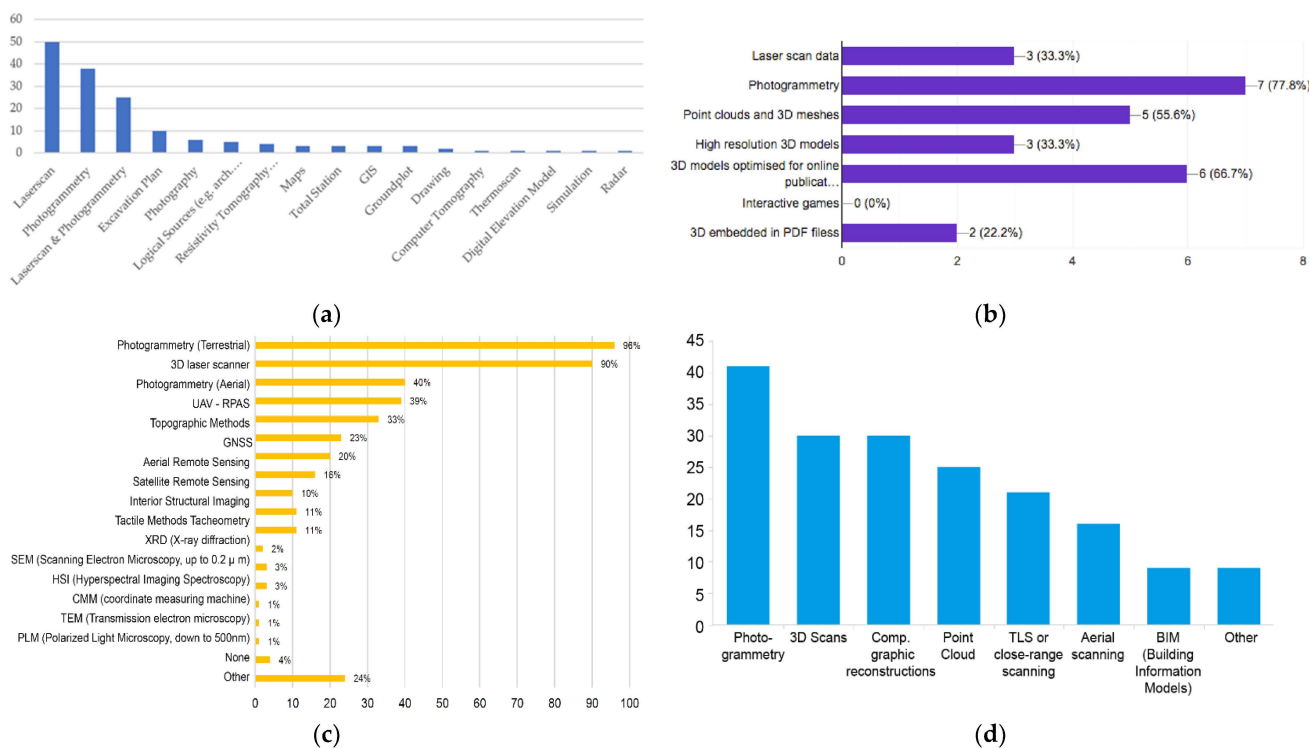 60
50
40
30
20
10
0
Laserscan
Photogrammetry
Laserscan & Photogrammetry
Excavation Plan
Photography
Logical Sources (e.g. arch.…
Resistivity Tomography…
Maps
Total Station
GIS
Groundplot
Drawing
Computer Tomography
Thermoscan
Digital Elevation Model
Simulation
Radar
(a)
Laser scan data
3 (33.3%)
Photogrammetry
7 (77.8%)
Point clouds and 3D meshes
5 (55.6%)
High resolution 3D models
3 (33.3%)
3D models optimised for online
publicat…
6 (66.7%)
Interactive games
0 (0%)
3D embedded in PDF filess
2 (22.2%)
0 2 4 6 8
(b)
Photogrammetry (Terrestrial)
96%
3D laser scanner
90%
Photogrammetry (Aerial)
40%
UAV - RPAS
39%
Topographic Methods
33%
GNSS
23%
Aerial Remote Sensing
20%
Satellite Remote Sensing
16%
10%
Interior Structural Imaging
11%
Tactile Methods Tacheometry
11%
XRD (X-ray diffraction)
2%
SEM (Scanning Electron Microscopy, up to 0.2 μ m)
3%
HSI (Hyperspectral Imaging Spectroscopy)
3%
CMM (coordinate measuring machine)
1%
TEM (Transmission electron microscopy)
1%
PLM (Polarized Light Microscopy, down to 500nm)
1%
None
4%
Other
24%
0 10 20 30 40 50 60 70 80 90 100
(c)
45
40
35
30
25
21
15
10
5
0
Photo-
grammetry
3D Scans
Comp.
graphic
reconstructions
Point
Cloud
TLS or
close-range
scanning
Aerial
scanning
BIM
(Building
Information
Models)
Other
(d)